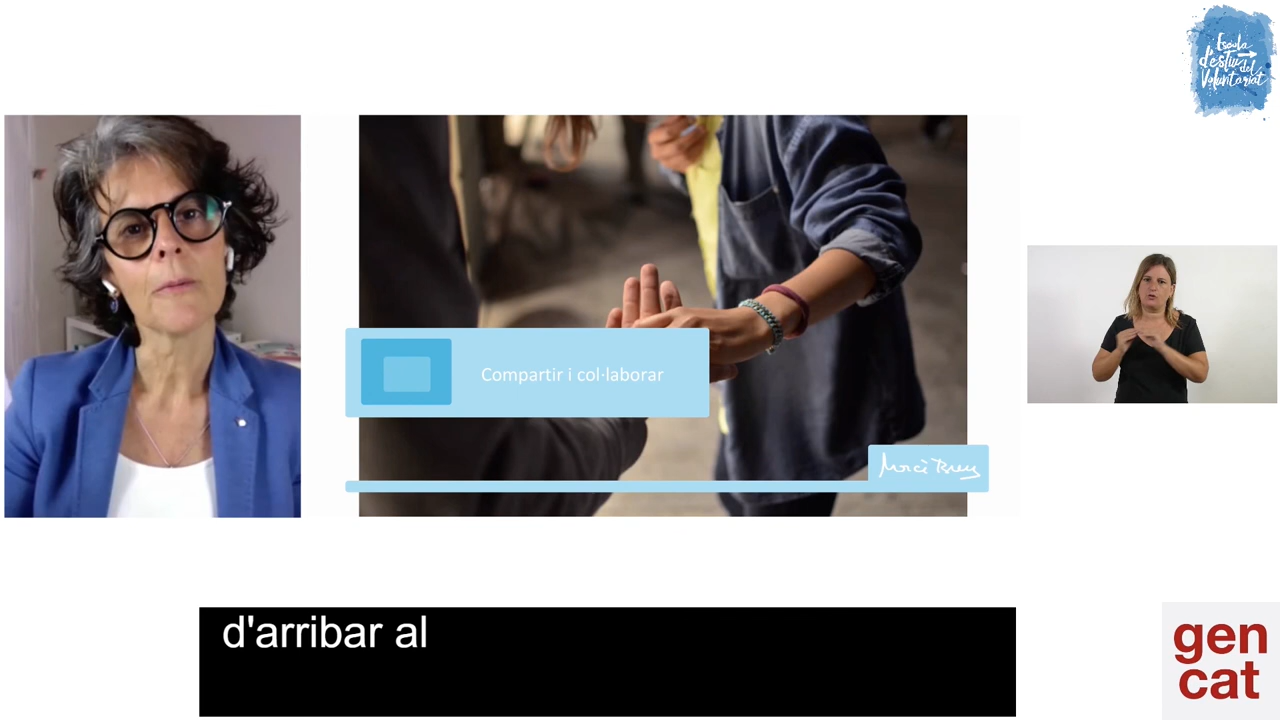 Escola
d'estiu
del
Voluntariat
Compartir i col·laborar
d'arribar al
gen
cat